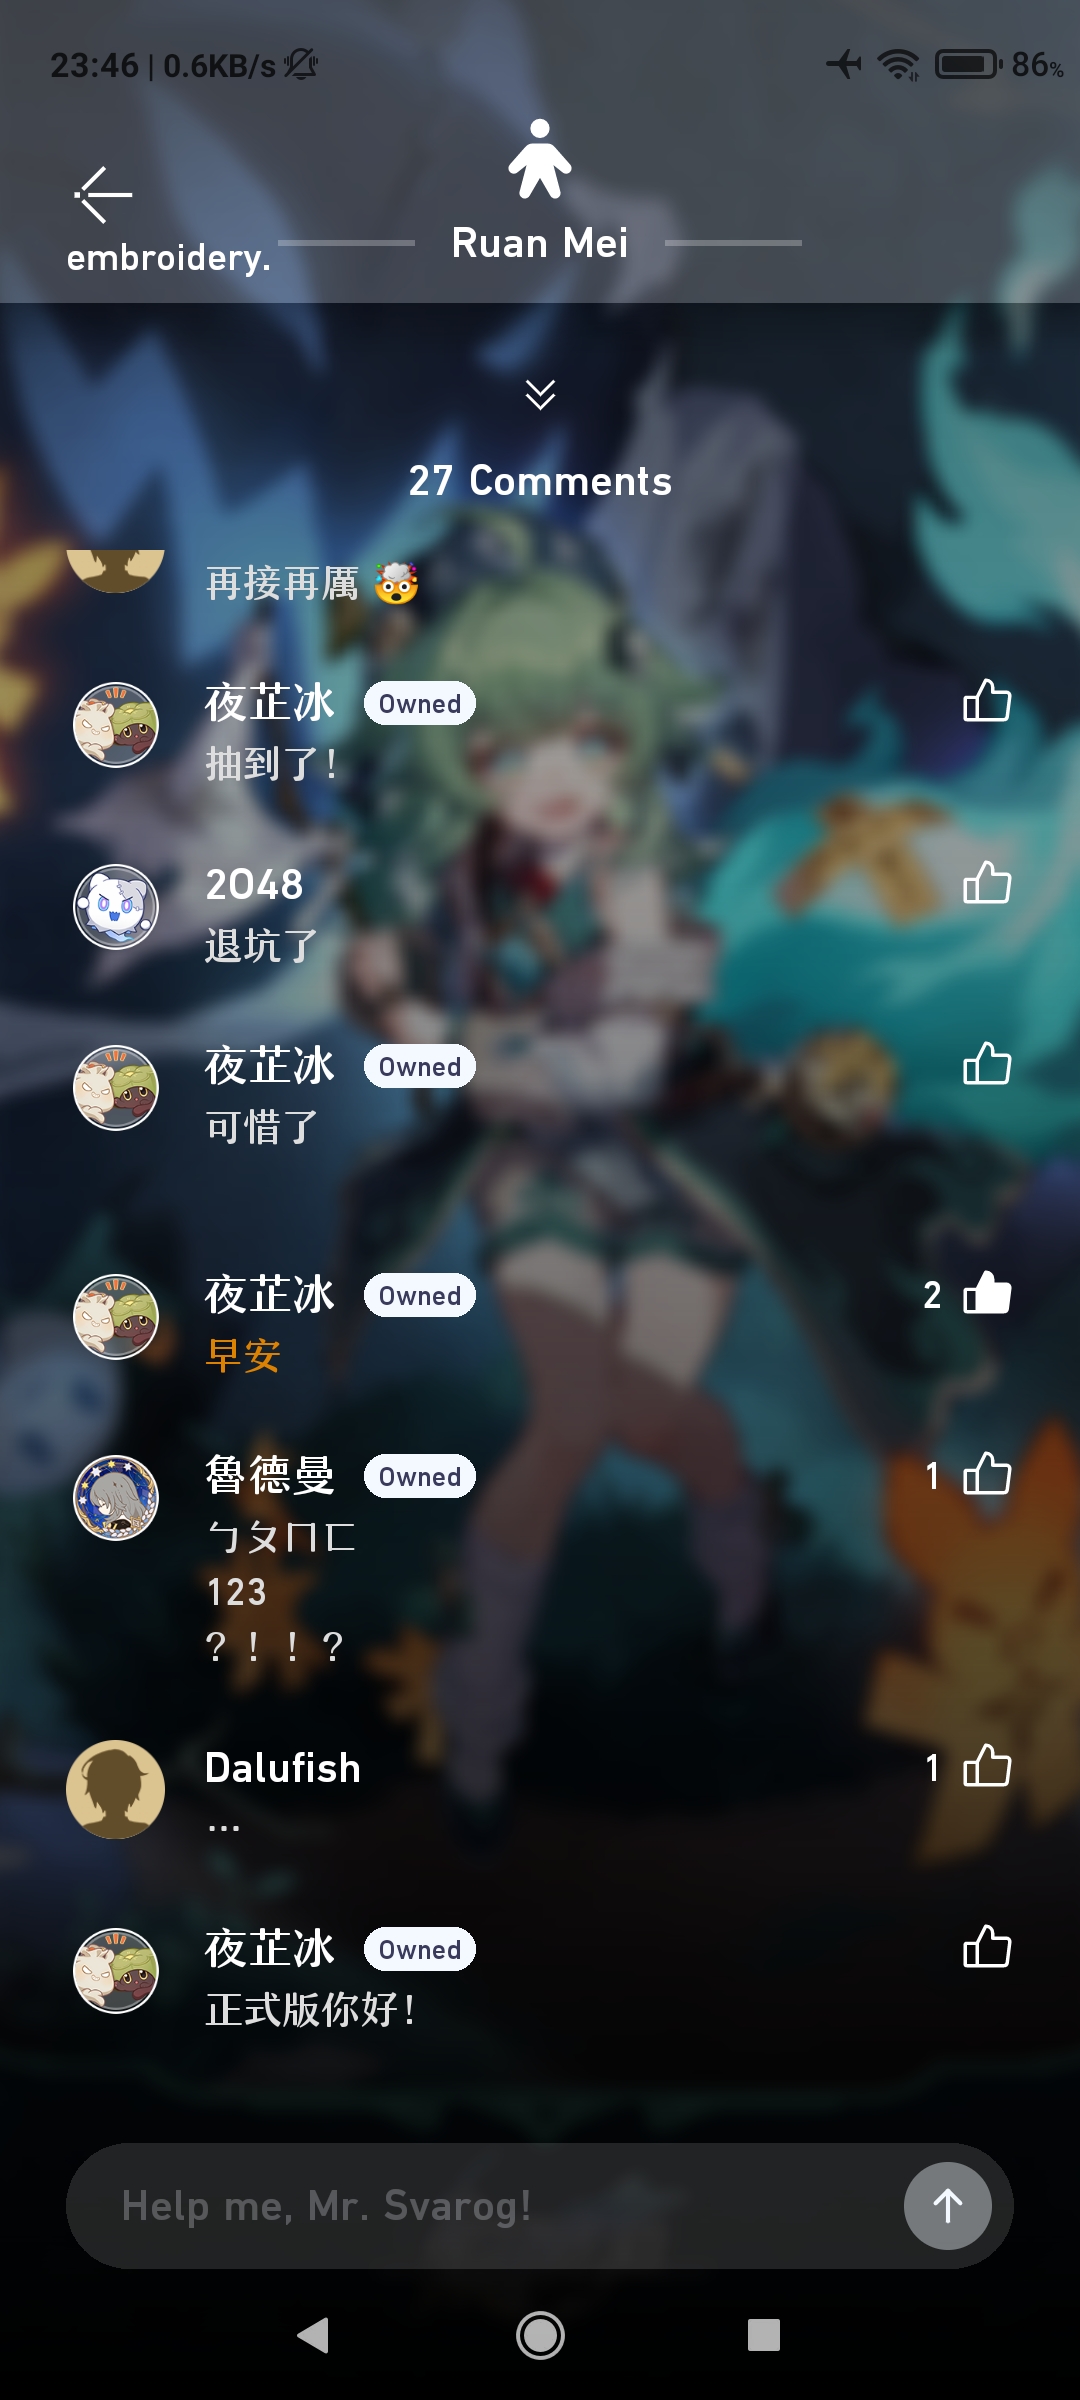 23:46 | 0.6KB/s
86%
embroidery.
Ruan Mei
27 Comments
再接再厲 🤯
夜芷冰 Owned
抽到了！
2048
退坑了
夜芷冰 Owned
可惜了
夜芷冰 Owned
2
早安
魯德曼 Owned
1
ㄅㄆㄇㄈ
123
？！！？
Dalufish
1
...
夜芷冰 Owned
正式版你好！
Help me, Mr. Svarog!